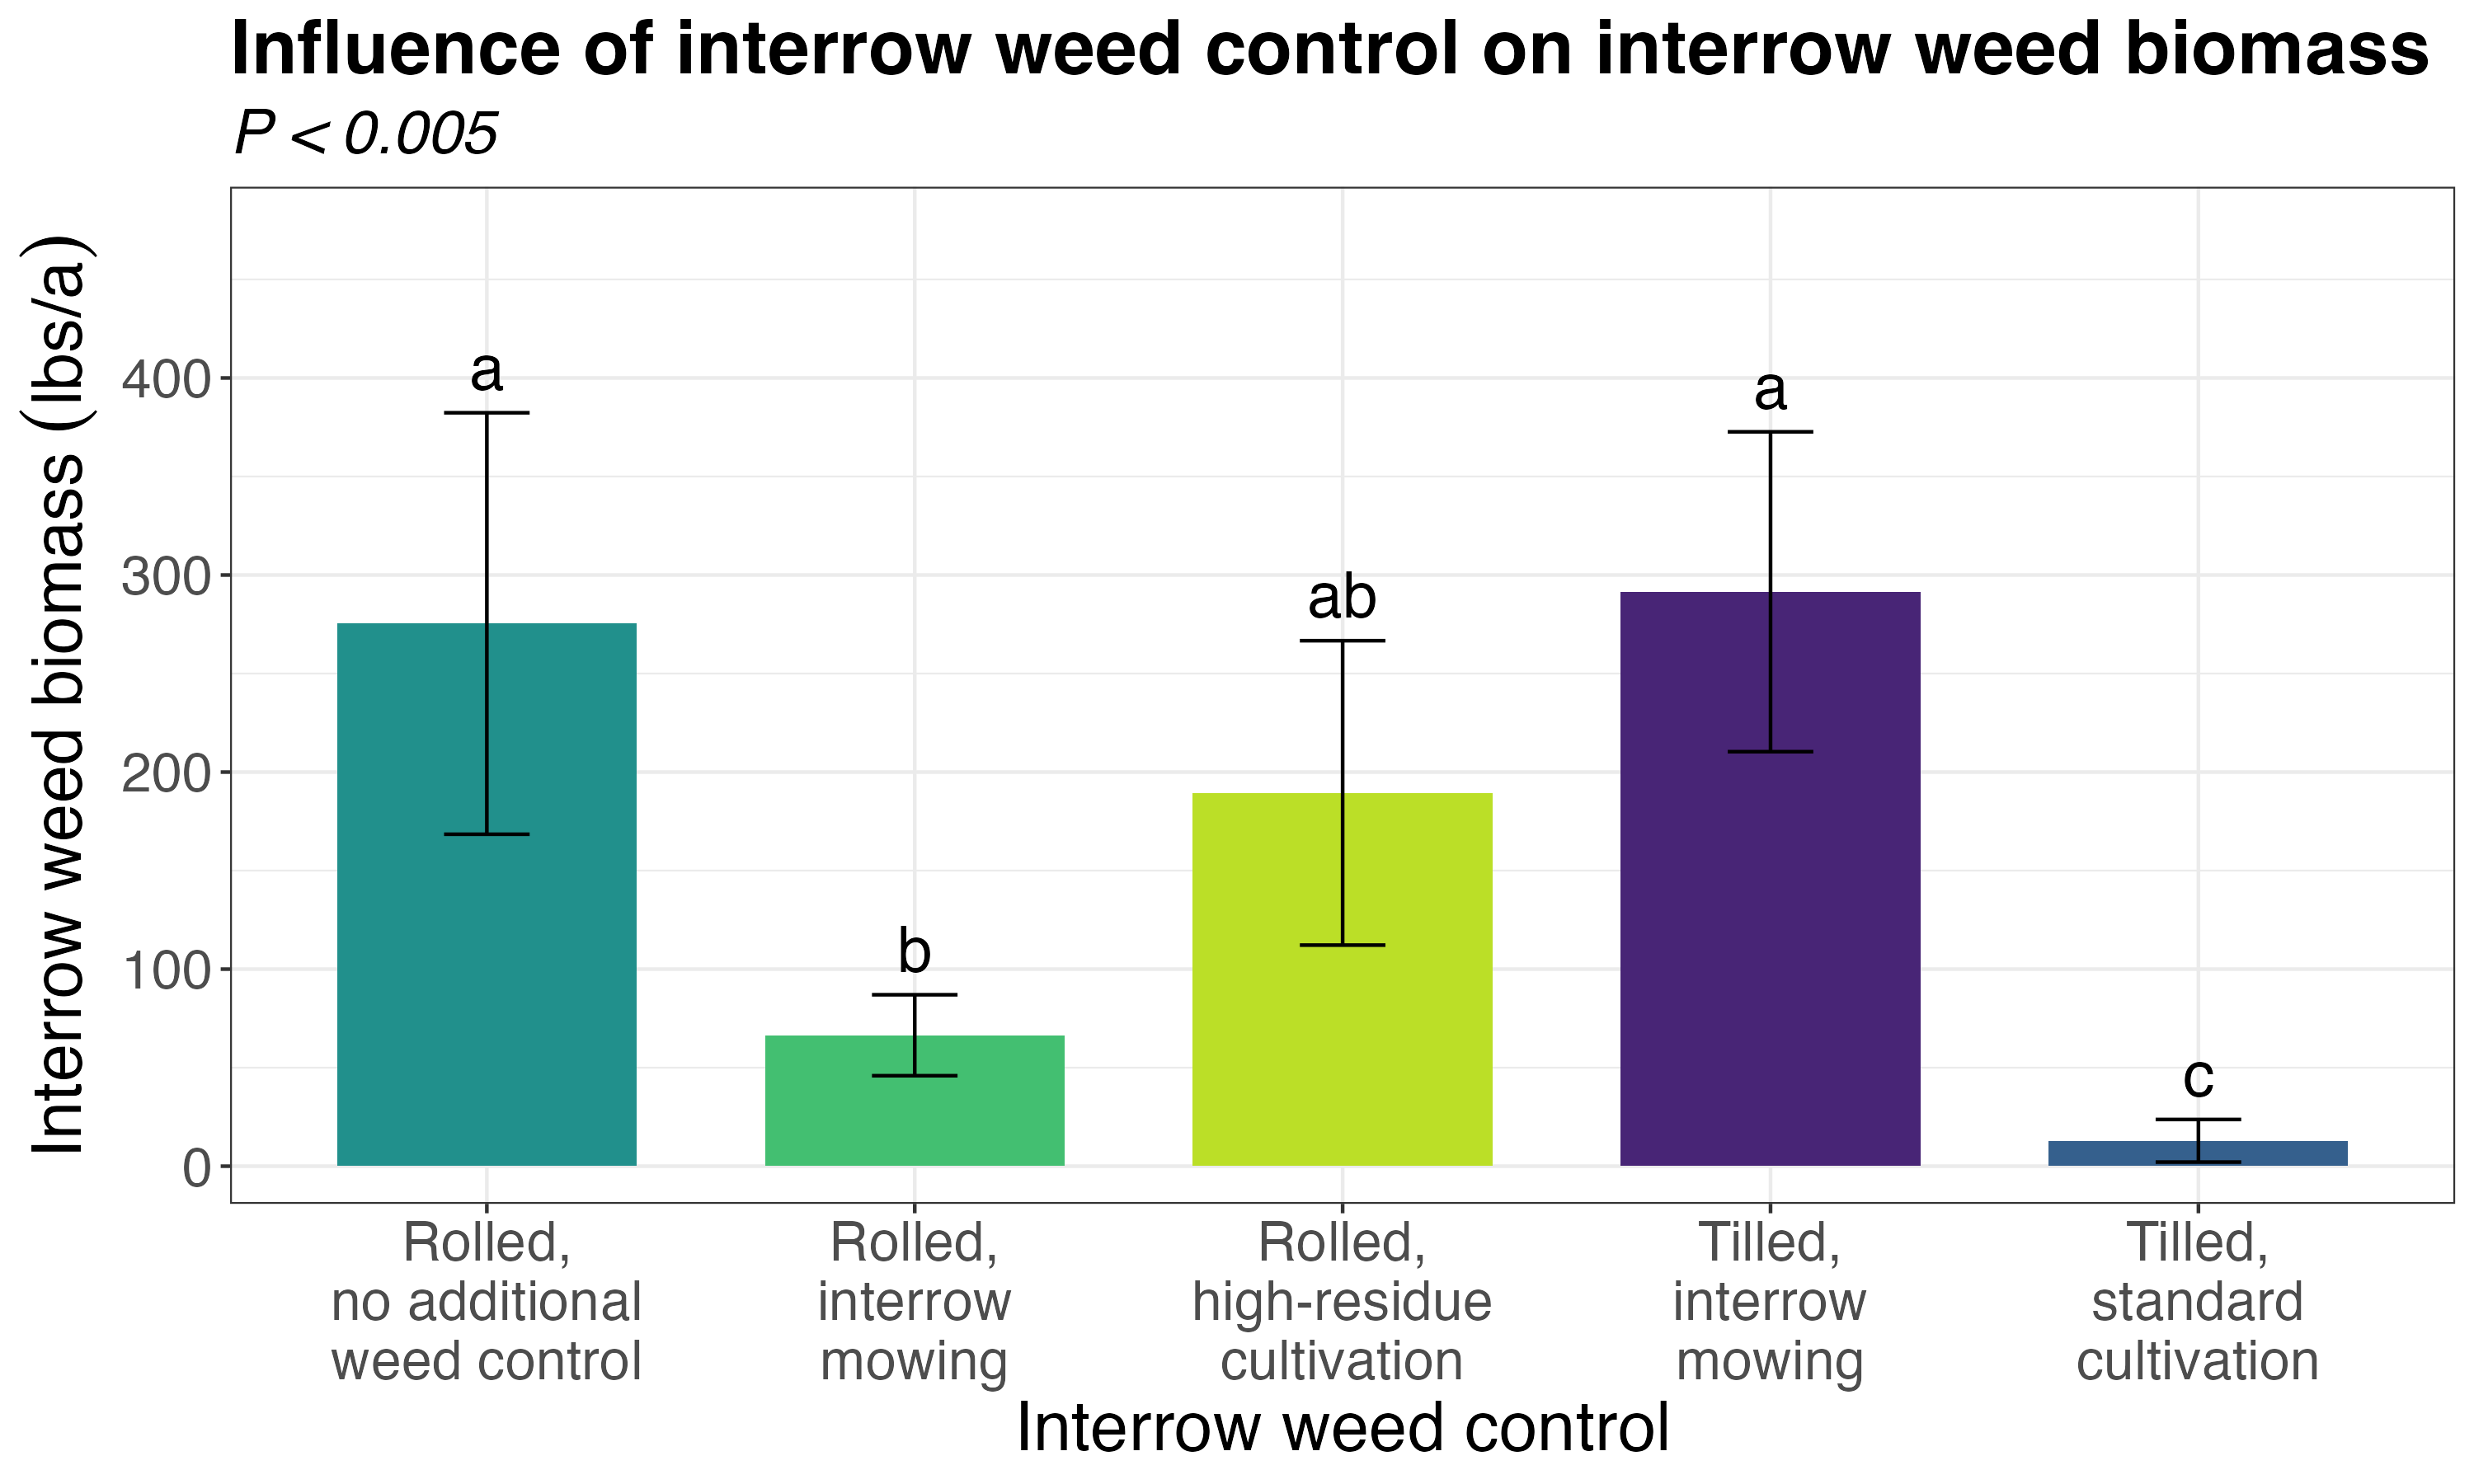 Influence of interrow weed control on interrow weed biomass
P < 0.005
Interrow weed biomass (lbs/a)
400
300
200
100
0
a
b
ab
a
c
Rolled,
no additional
weed control
Rolled,
interrow
mowing
Rolled,
high-residue
cultivation
Tilled,
interrow
mowing
Tilled,
standard
cultivation
Interrow weed control